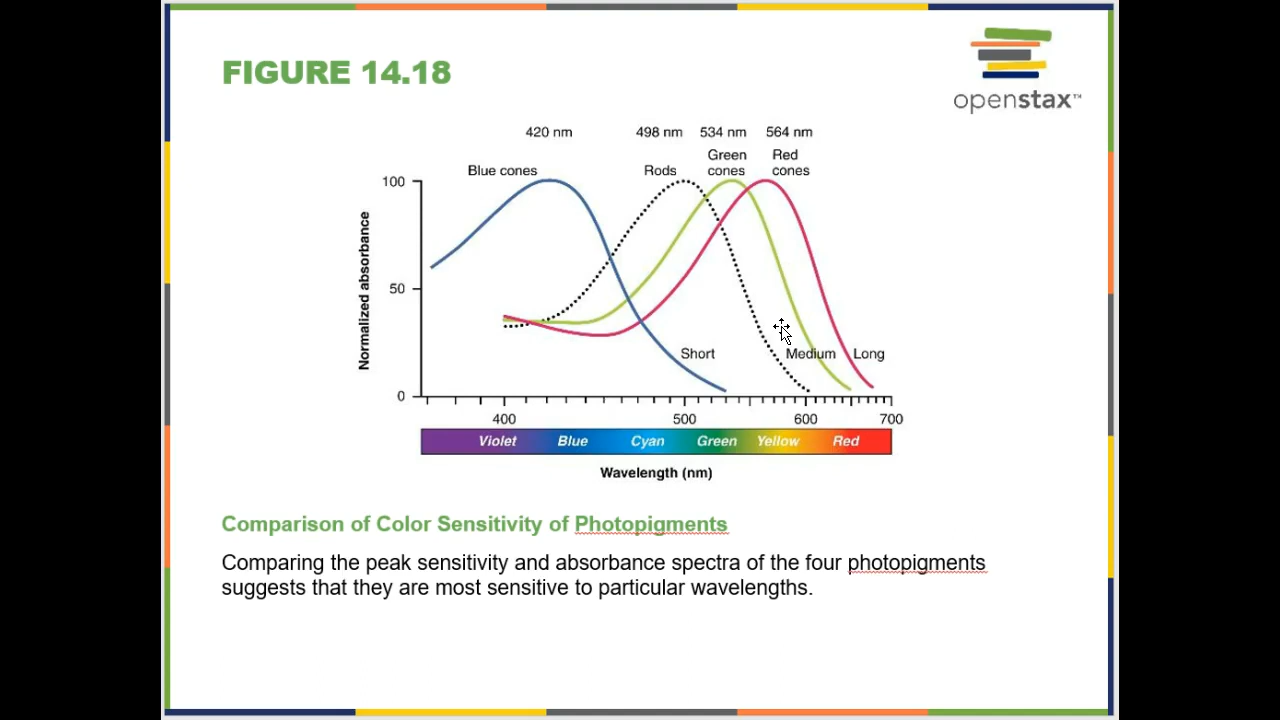 FIGURE 14.18
openstax™
420 nm 498 nm 534 nm 564 nm
Blue cones Rods Green cones Red cones
100
50
0
Normalized absorbance
Short Medium Long
400 500 600 700
Violet Blue Cyan Green Yellow Red
Wavelength (nm)
Comparison of Color Sensitivity of Photopigments
Comparing the peak sensitivity and absorbance spectra of the four photopigments
suggests that they are most sensitive to particular wavelengths.